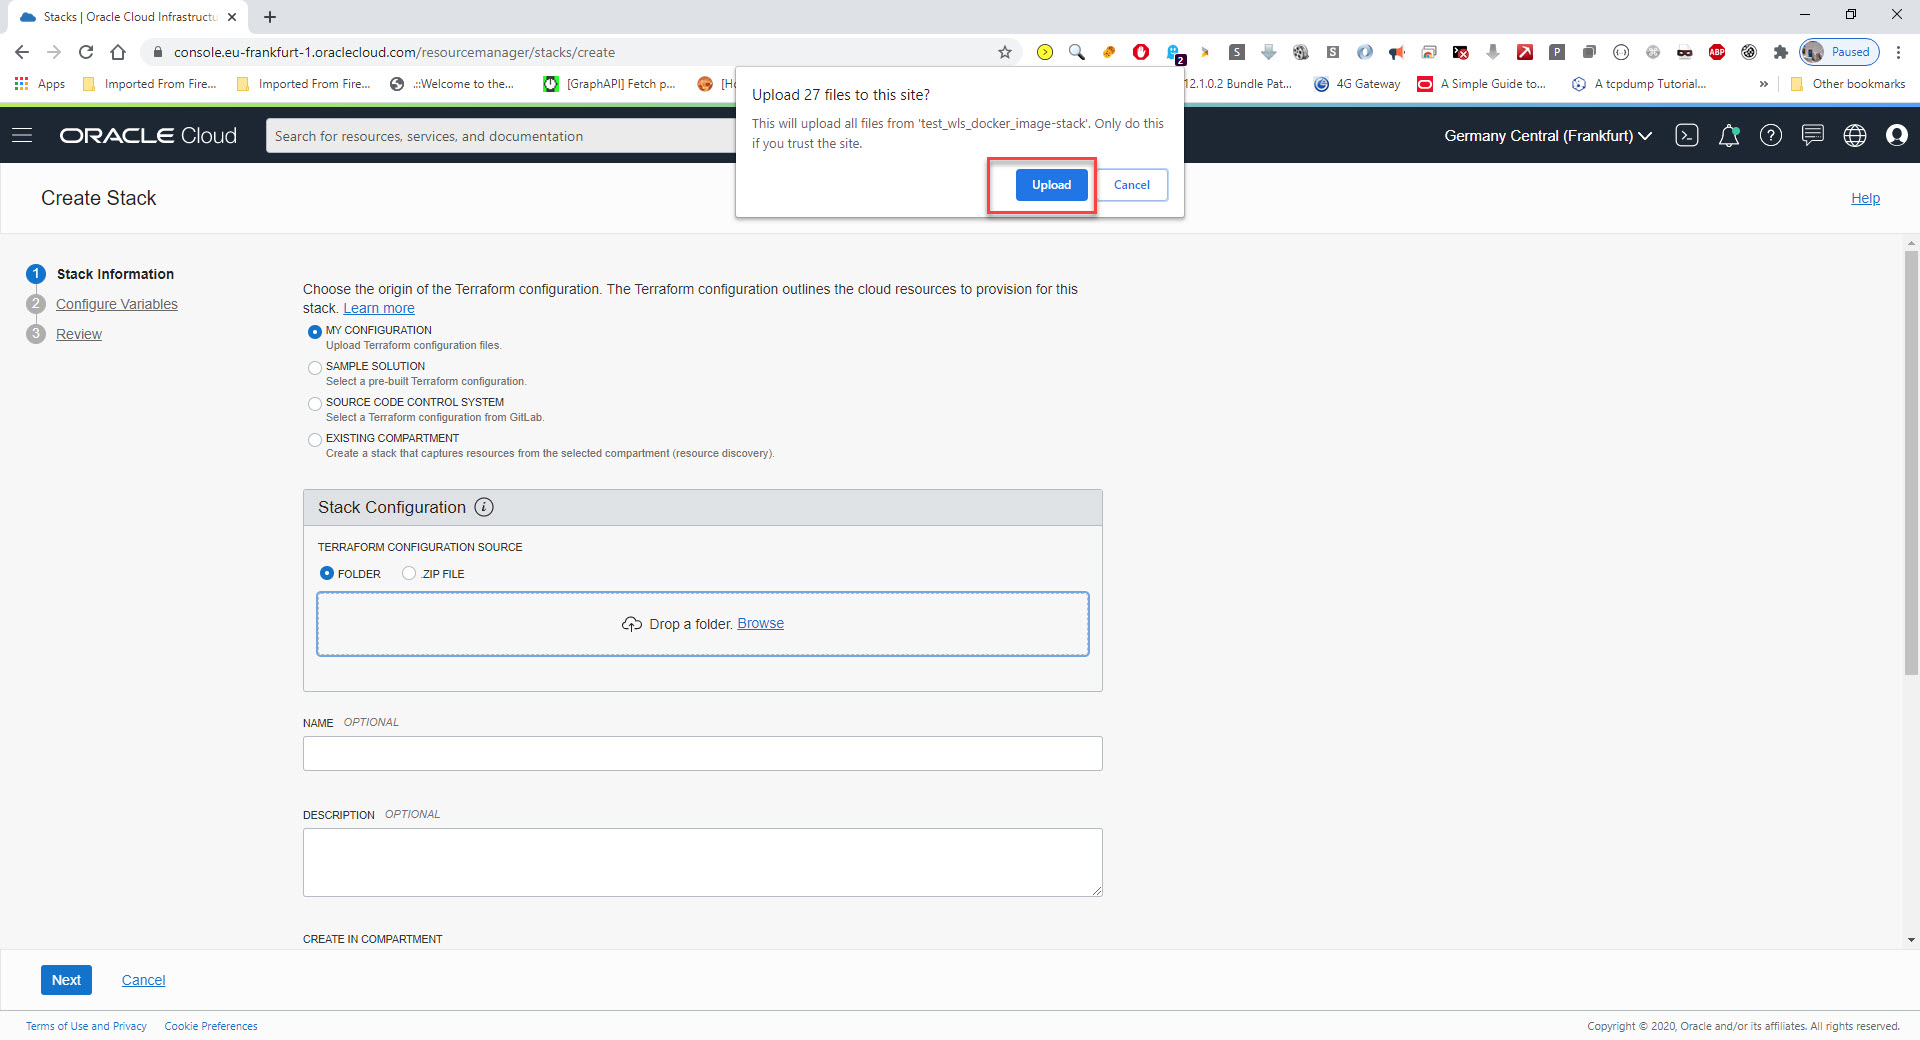 Stacks | Oracle Cloud Infrastructu
console.eu-frankfurt-1.oraclecloud.com/resourcemanager/stacks/create
2
S
S
P
ABP
Paused
Apps
Imported From Fire...
Imported From Fire...
.::Welcome to the...
[GraphAPI] Fetch p...
12.1.0.2 Bundle Pat...
4G Gateway
A Simple Guide to...
A tcpdump Tutorial...
»
Other bookmarks
Upload 27 files to this site?
This will upload all files from 'test_wls_docker_image-stack'. Only do this
if you trust the site.
Upload
Cancel
ORACLE Cloud
Search for resources, services, and documentation
Germany Central (Frankfurt)
Create Stack
Help
1 Stack Information
2 Configure Variables
3 Review
Choose the origin of the Terraform configuration. The Terraform configuration outlines the cloud resources to provision for this
stack. Learn more
MY CONFIGURATION
Upload Terraform configuration files.
SAMPLE SOLUTION
Select a pre-built Terraform configuration.
SOURCE CODE CONTROL SYSTEM
Select a Terraform configuration from GitLab.
EXISTING COMPARTMENT
Create a stack that captures resources from the selected compartment (resource discovery).
Stack Configuration
TERRAFORM CONFIGURATION SOURCE
FOLDER
.ZIP FILE
Drop a folder. Browse
NAME OPTIONAL
DESCRIPTION OPTIONAL
CREATE IN COMPARTMENT
Next
Cancel
Terms of Use and Privacy
Cookie Preferences
Copyright © 2020, Oracle and/or its affiliates. All rights reserved.